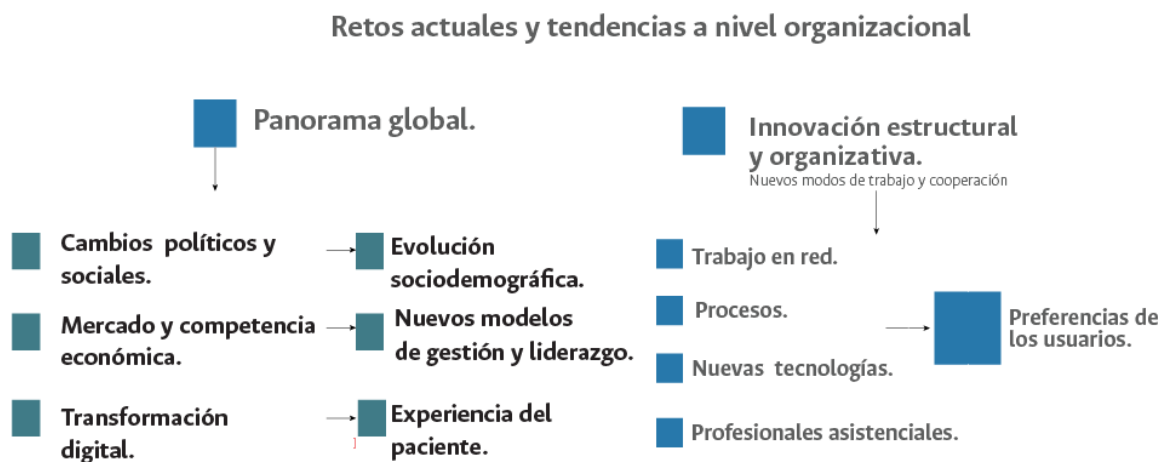 Retos actuales y tendencias a nivel organizacional
Panorama global.
Cambios políticos y
sociales.
Evolución
sociodemográfica.
Mercado y competencia
económica.
Nuevos modelos
de gestión y liderazgo.
Transformación
digital.
Experiencia del
paciente.
Innovación estructural
y organizativa.
Nuevos modos de trabajo y cooperación
Trabajo en red.
Procesos.
Nuevas tecnologías.
Profesionales asistenciales.
Preferencias de
los usuarios.